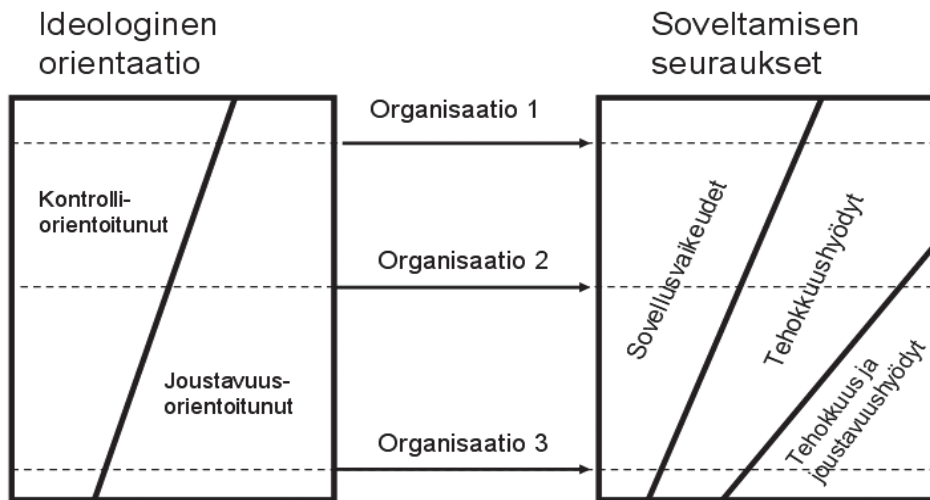 Ideologinen
orientaatio
Soveltamisen
seuraukset
Organisaatio 1
Kontrolli-
orientoitunut
Organisaatio 2
Joustavuus-
orientoitunut
Organisaatio 3
Sovellusvaikeudet
Tehokkuushyödyt
Tehokkuus ja
joustavuushyödyt